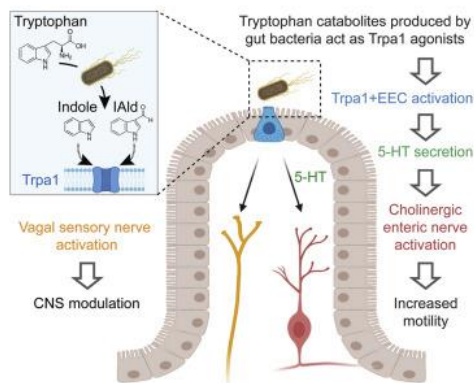 Tryptophan
OH
O
NH₂
N
H
Indole IAld
O
H
N
H
N
H
Trpa1
Tryptophan catabolites produced by
gut bacteria act as Trpa1 agonists
Trpa1+EEC activation
5-HT secretion
Cholinergic
enteric nerve
activation
Increased
motility
5-HT
Vagal sensory nerve
activation
CNS modulation